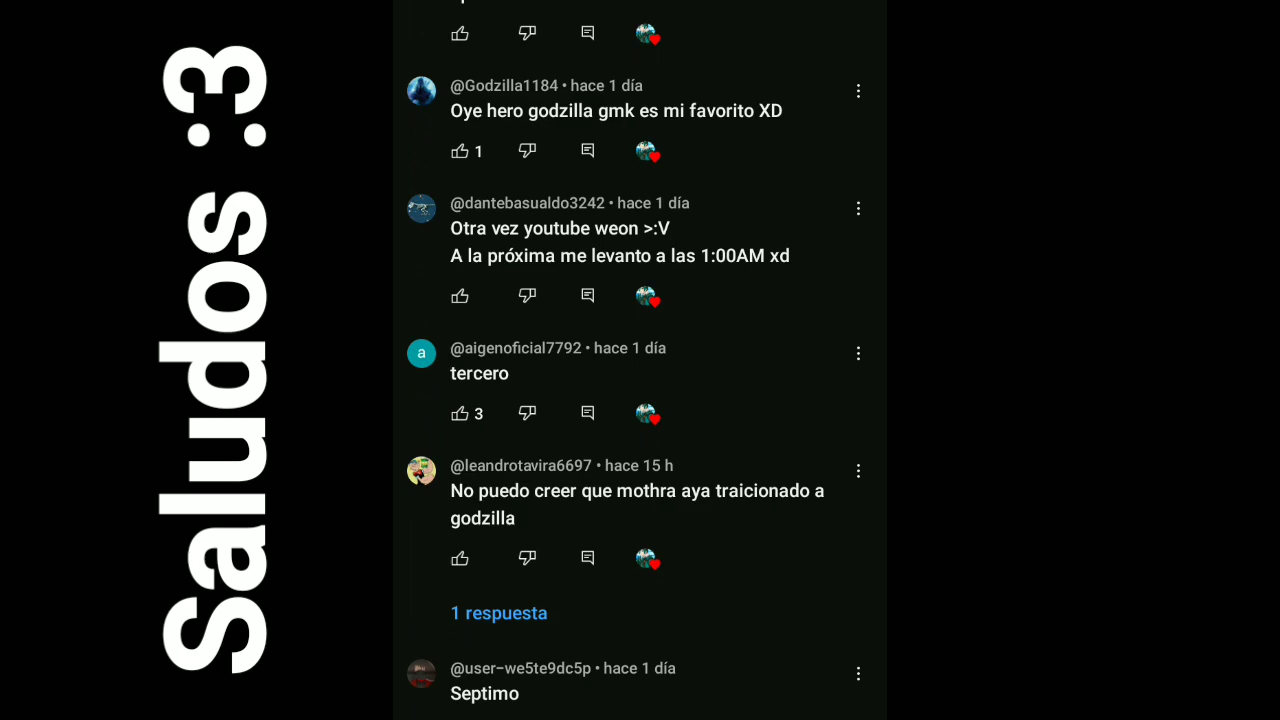 Saludos :3
@Godzilla1184 • hace 1 día
Oye hero godzilla gmk es mi favorito XD
1
@dantebasualdo3242 • hace 1 día
Otra vez youtube weon >:V
A la próxima me levanto a las 1:00AM xd
a
@aigenoficial7792 • hace 1 día
tercero
3
@leandrotavira6697 • hace 15 h
No puedo creer que mothra aya traicionado a
godzilla
1 respuesta
@user-we5te9dc5p • hace 1 día
Septimo